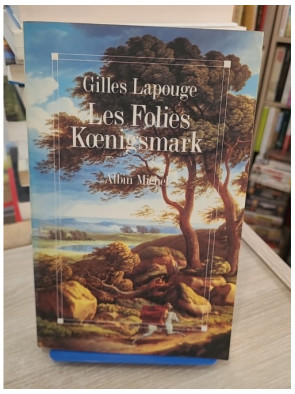 Gilles Lapouge
Les Folies
Kœnigsmark
Albin Michel